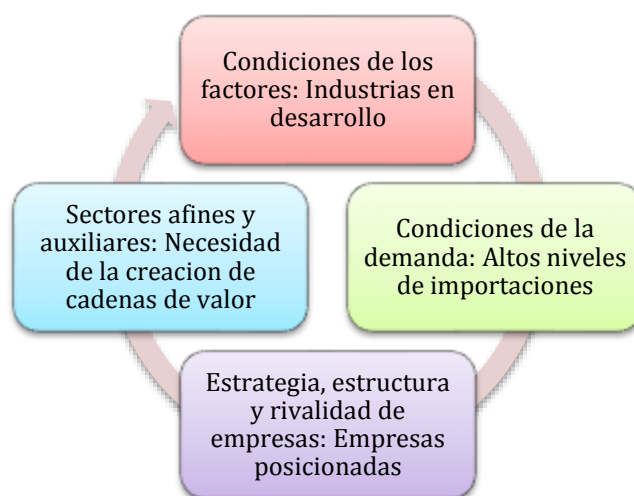 Condiciones de los
factores: Industrias en
desarrollo
Condiciones de la
demanda: Altos niveles
de importaciones
Estrategia, estructura
y rivalidad de
empresas: Empresas
posicionadas
Sectores afines y
auxiliares: Necesidad
de la creacion de
cadenas de valor